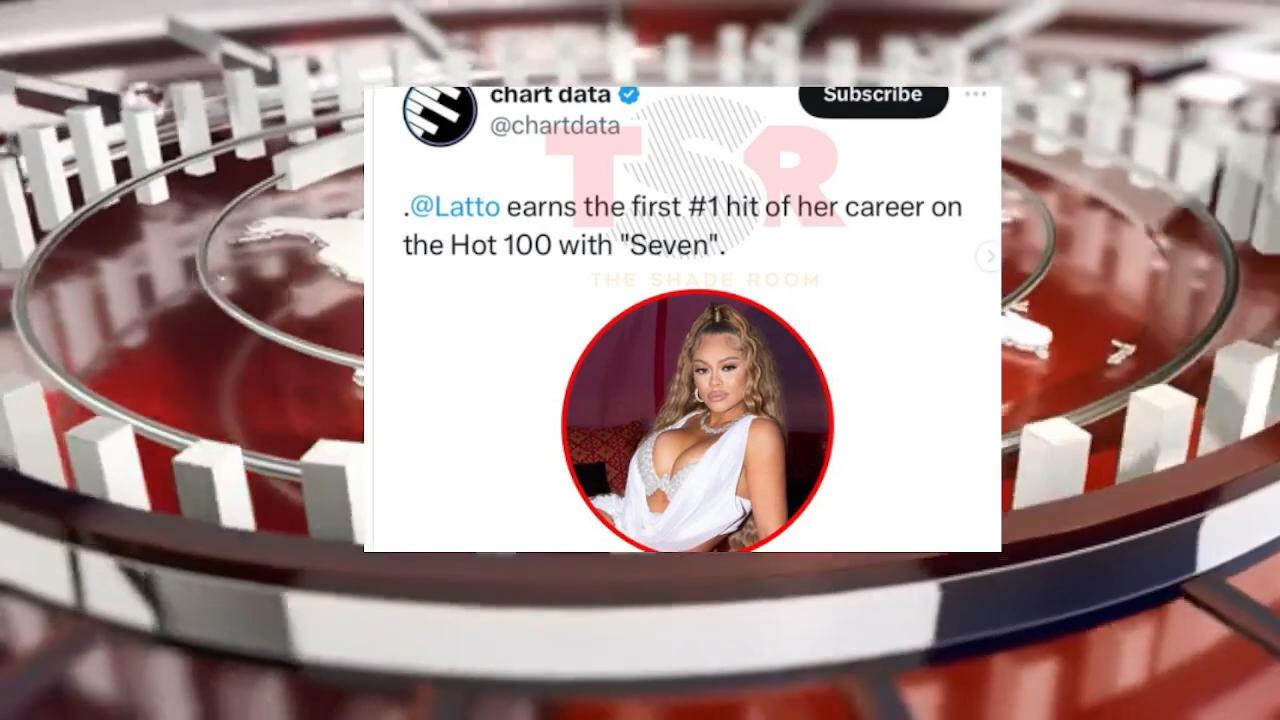 chart data
Subscribe
@chartdata
TSR
.@Latto earns the first #1 hit of her career on
the Hot 100 with "Seven".
THE SHADE ROOM